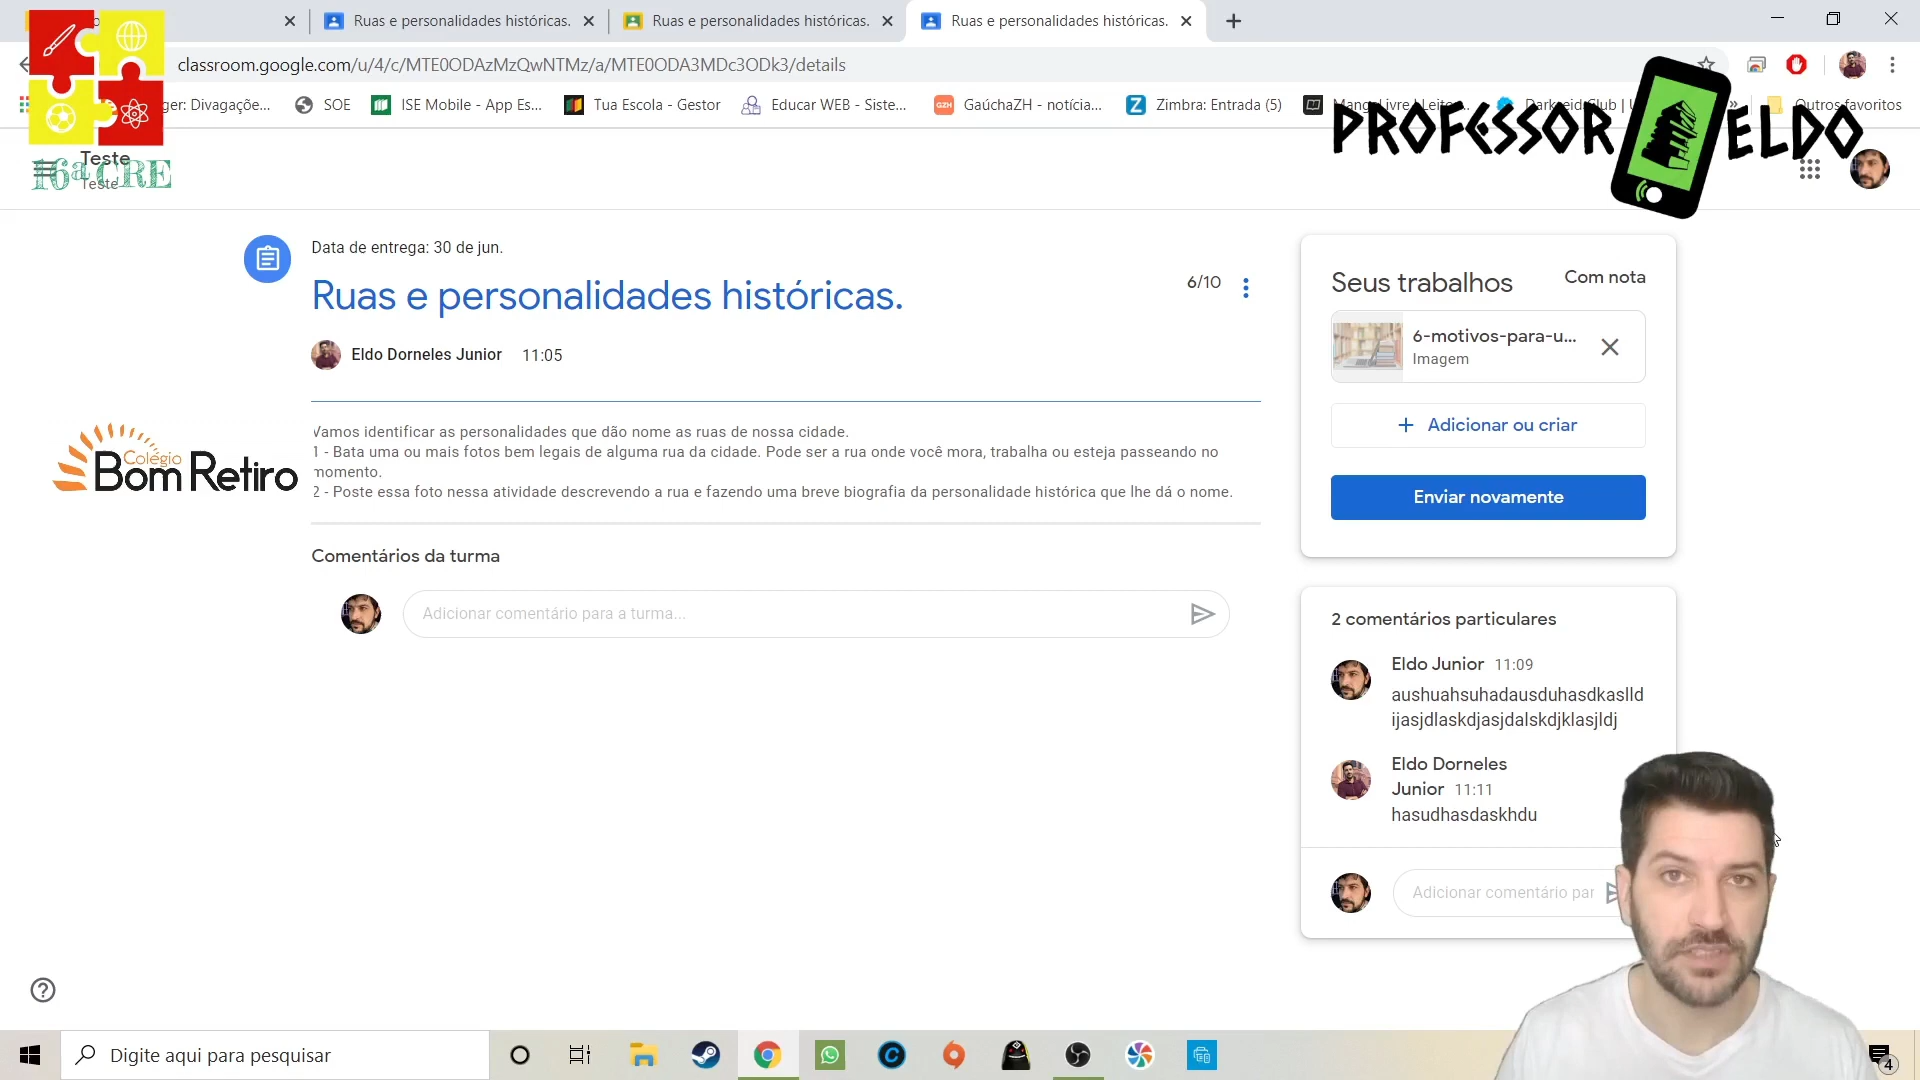 Ruas e personalidades históricas.
Ruas e personalidades históricas.
Ruas e personalidades históricas.
classroom.google.com/u/4/c/MTE0ODAzMzQwNTMz/a/MTE0ODA3MDc3ODk3/details
ger: Divagaçõe...
SOE
ISE Mobile - App Es...
Tua Escola - Gestor
Educar WEB - Siste...
GZH
GaúchaZH - notícia...
Z
Zimbra: Entrada (5)
Outros favoritos
PROFESSOR ELDO
Teste
Teste
16ª CRE
Data de entrega: 30 de jun.
Ruas e personalidades históricas.
6/10
Eldo Dorneles Junior 11:05
Vamos identificar as personalidades que dão nome as ruas de nossa cidade.
1 - Bata uma ou mais fotos bem legais de alguma rua da cidade. Pode ser a rua onde você mora, trabalha ou esteja passeando no
momento.
2 - Poste essa foto nessa atividade descrevendo a rua e fazendo uma breve biografia da personalidade histórica que lhe dá o nome.
Colégio
Bom Retiro
Comentários da turma
Adicionar comentário para a turma...
Seus trabalhos
Com nota
6-motivos-para-u...
Imagem
Adicionar ou criar
Enviar novamente
2 comentários particulares
Eldo Junior 11:09
aushuahsuhadausduhasdkaslld
ijasjdlaskdjasjdalskdjklasjldj
Eldo Dorneles
Junior 11:11
hasudhasdaskhdu
Adicionar comentário par
Digite aqui para pesquisar
4